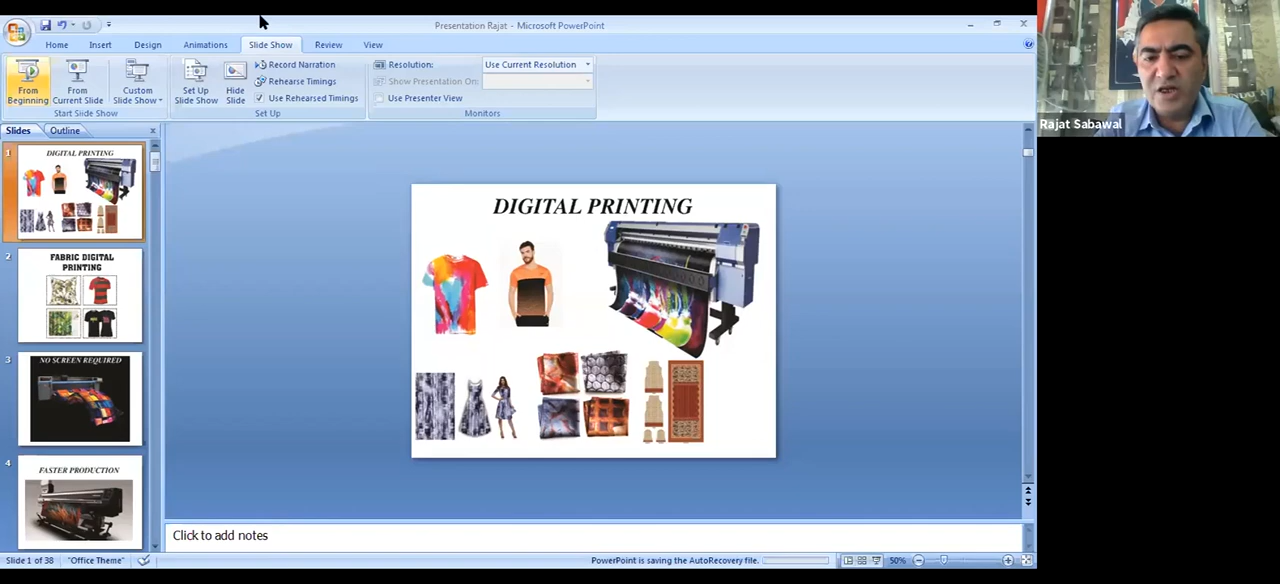 Presentation Rajat - Microsoft PowerPoint
Home Insert Design Animations Slide Show Review View
From Beginning
From Current Slide
Custom Slide Show
Start Slide Show
Set Up Slide Show
Hide Slide
Record Narration
Rehearse Timings
Use Rehearsed Timings
Set Up
Resolution: Use Current Resolution
Show Presentation On:
Use Presenter View
Monitors
Rajat Sabawal
Slides Outline
1
DIGITAL PRINTING
2
FABRIC DIGITAL
PRINTING
3
NO SCREEN REQUIRED
4
FASTER PRODUCTION
DIGITAL PRINTING
Click to add notes
Slide 1 of 38 "Office Theme" PowerPoint is saving the AutoRecovery file. 50%